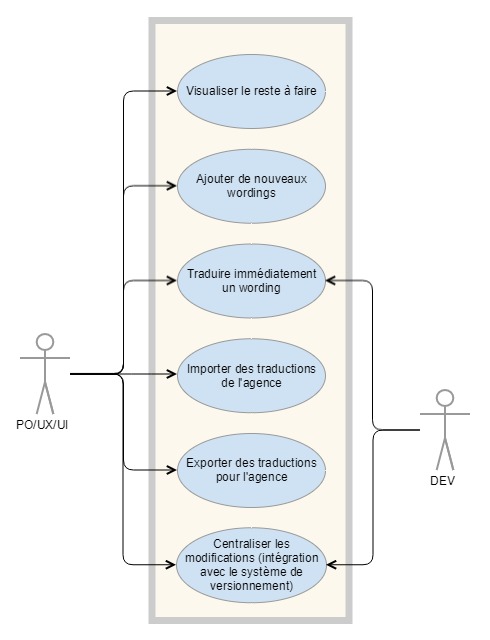 Visualiser le reste à faire
Ajouter de nouveaux
wordings
Traduire immédiatement
un wording
Importer des traductions
de l'agence
PO/UX/UI
Exporter des traductions
pour l'agence
DEV
Centraliser les
modifications (intégration
avec le système de
versionnement)